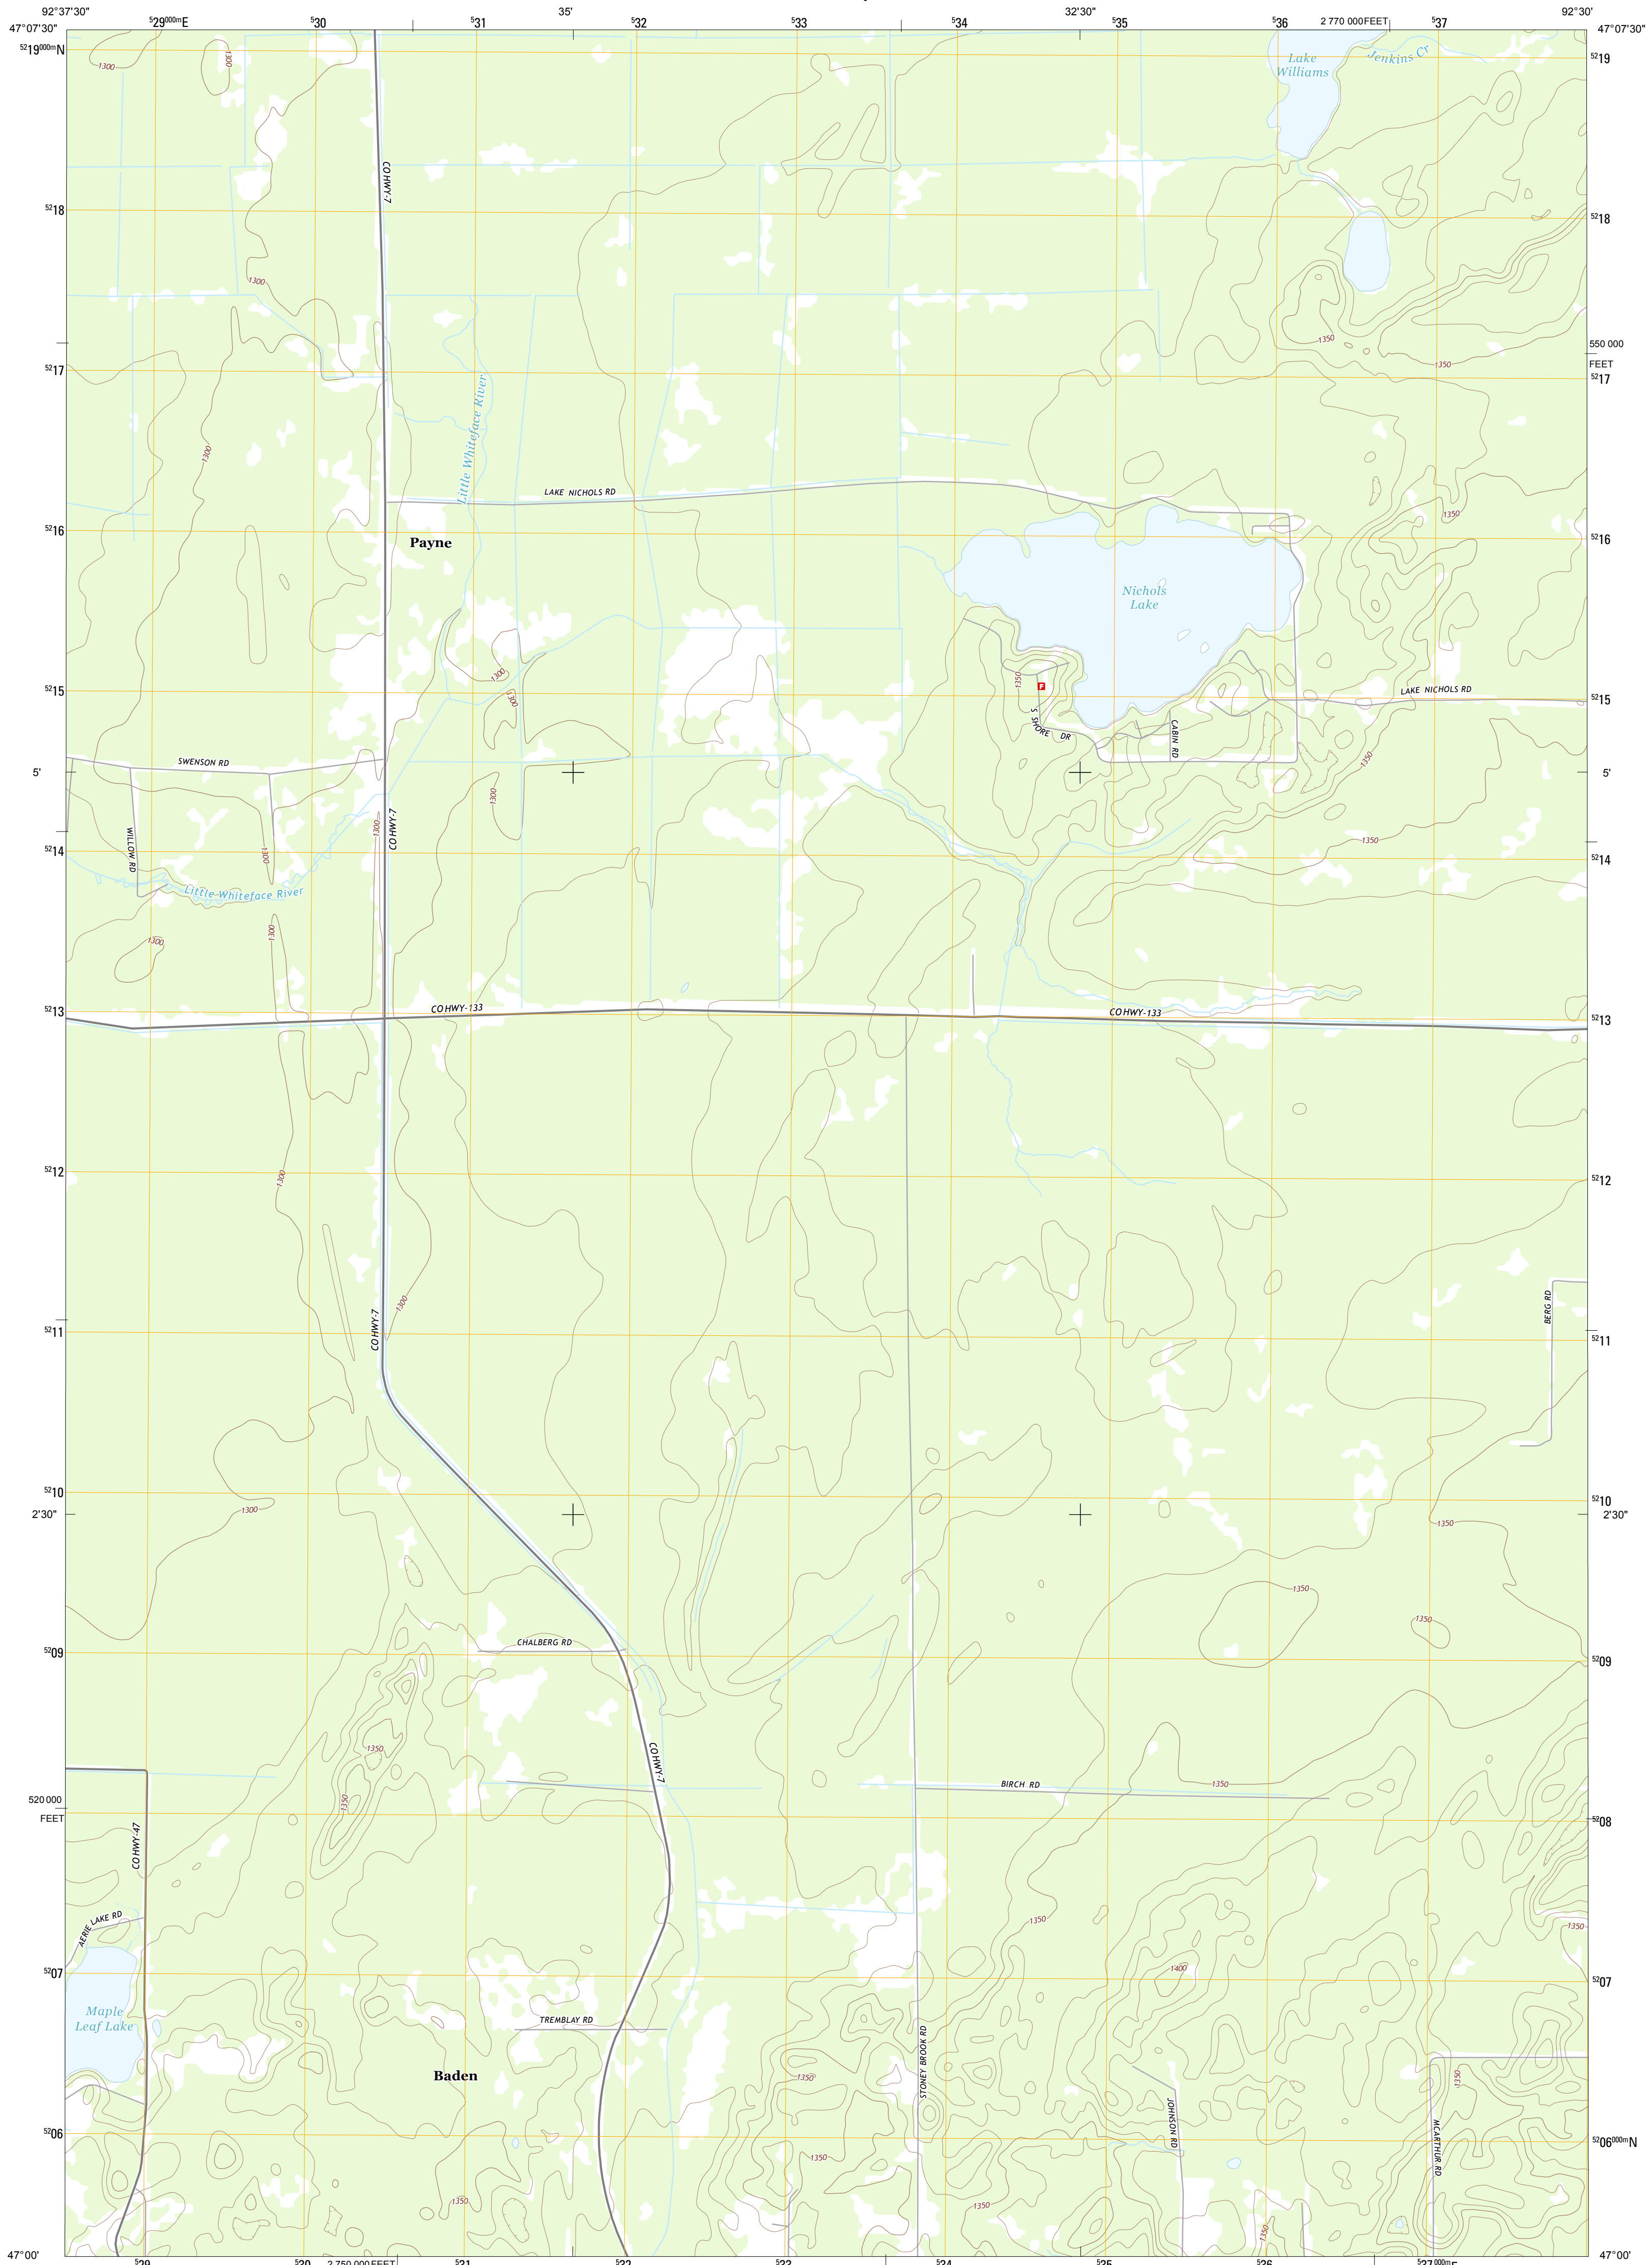 92°37'30"
⁵29⁰⁰⁰ᵐE
⁵30
⁵31
35'
⁵32
⁵33
⁵34
32'30"
⁵35
⁵36
2 770 000 FEET
⁵37
92°30'
47°07'30"
47°07'30"
⁵²19⁰⁰⁰ᵐN
⁵²19
Lake
Williams
Jenkins Cr
1300
1300
CO HWY-7
⁵²18
⁵²18
1300
1350
1350
550 000
FEET
⁵²17
⁵²17
Little Whiteface River
1300
LAKE NICHOLS RD
1350
⁵²16
⁵²16
Payne
Nichols
Lake
1300
1300
1350
F
⁵²15
⁵²15
LAKE NICHOLS RD
S SHORE DR
CABIN RD
SWENSON RD
1350
5'
5'
1300
CO HWY-7
1300
WILLOW RD
1300
1350
⁵²14
⁵²14
Little Whiteface River
1300
1300
CO HWY-133
CO HWY-133
⁵²13
⁵²13
⁵²12
⁵²12
1300
1300
BERG RD
CO HWY-7
⁵²11
⁵²11
⁵²10
⁵²10
1300
2'30"
2'30"
1350
1350
1350
CHALBERG RD
⁵²09
⁵²09
1350
CO HWY-7
BIRCH RD
1350
1350
520 000
FEET
⁵²08
⁵²08
CO HWY-47
AERIE LAKE RD
1350
1350
1400
⁵²07
⁵²07
Maple
Leaf Lake
TREMBLAY RD
STONEY BROOK RD
Baden
1350
1350
JOHNSON RD
MCARTHUR RD
⁵²06
⁵²06⁰⁰⁰ᵐN
1350
1350
1350
1350
47°00'
47°00'
2 750 000 FEET